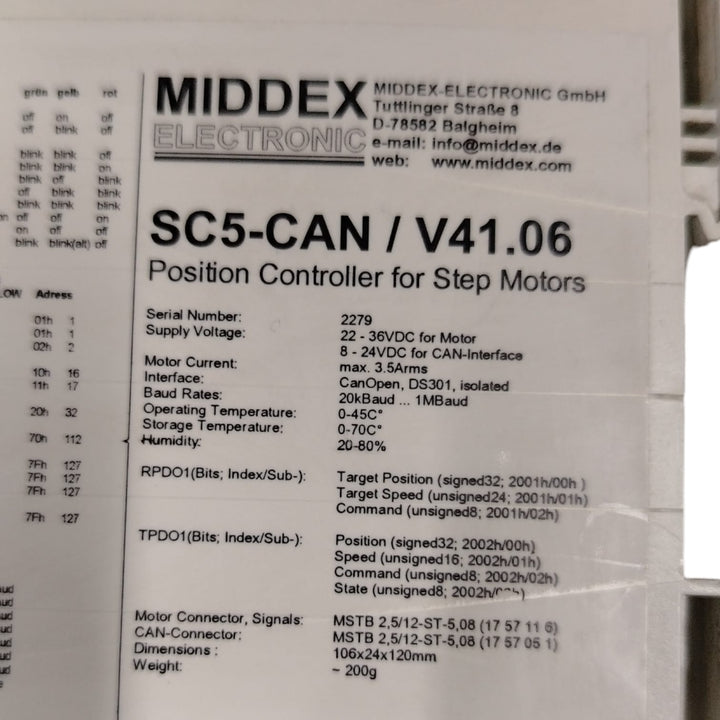 grün gelb rot
off on off
off blink off
blink blink off
blink blink on
blink off blink
off blink blink
blink blink blink
on off off on
on off off
blink blink(alt) off
LOW Adress
01h 1
01h 1
02h 2
10h 16
11h 17
20h 32
70h 112
7Fh 127
7Fh 127
7Fh 127
7Fh 127
MIDDEX
ELECTRONIC
MIDDEX-ELECTRONIC GmbH
Tuttlinger Straße 8
D-78582 Balgheim
e-mail: info@middex.de
web: www.middex.com
SC5-CAN / V41.06
Position Controller for Step Motors
Serial Number: 2279
Supply Voltage: 22 - 36VDC for Motor
8 - 24VDC for CAN-Interface
Motor Current: max. 3.5Arms
Interface: CanOpen, DS301, isolated
Baud Rates: 20kBaud ... 1MBaud
Operating Temperature: 0-45C°
Storage Temperature: 0-70C°
Humidity: 20-80%
RPDO1(Bits; Index/Sub-): Target Position (signed32; 2001h/00h )
Target Speed (unsigned24; 2001h/01h)
Command (unsigned8; 2001h/02h)
TPDO1(Bits; Index/Sub-): Position (signed32; 2002h/00h)
Speed (unsigned16; 2002h/01h)
Command (unsigned8; 2002h/02h)
State (unsigned8;
Motor Connector, Signals: MSTB 2,5/12-ST-5,08 (17 57 11 6)
CAN-Connector: MSTB 2,5/12-ST-5,08 (17 57 05 1)
Dimensions : 106x24x120mm
Weight: ~ 200g